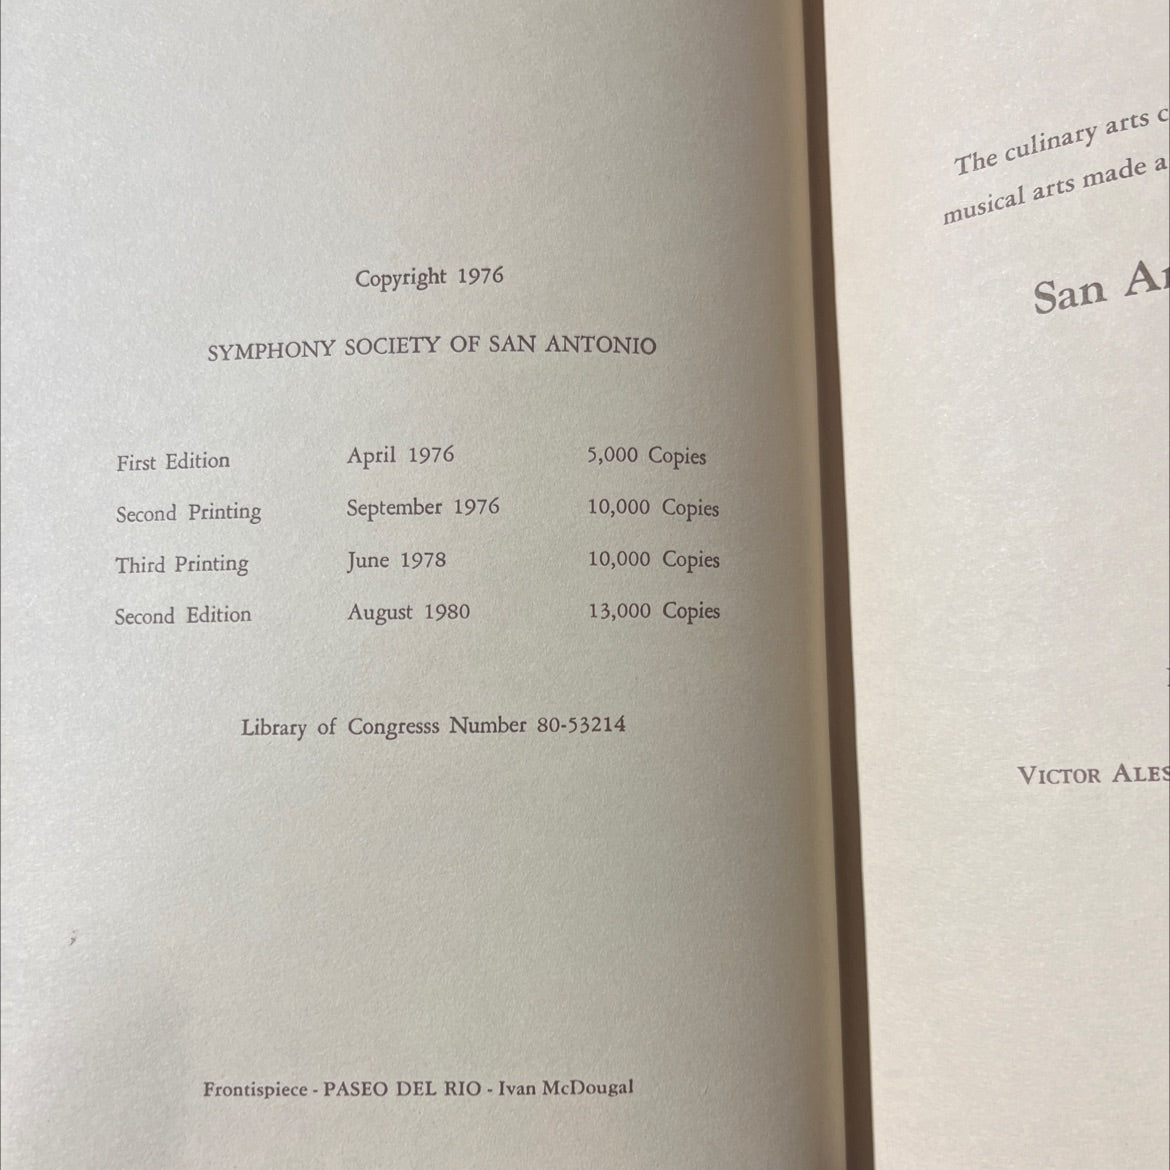 Copyright 1976
SYMPHONY SOCIETY OF SAN ANTONIO
First Edition April 1976 5,000 Copies
Second Printing September 1976 10,000 Copies
Third Printing June 1978 10,000 Copies
Second Edition August 1980 13,000 Copies
Library of Congresss Number 80-53214
Frontispiece - PASEO DEL RIO - Ivan McDougal
The culinary arts
musical arts made a
San
VICTOR